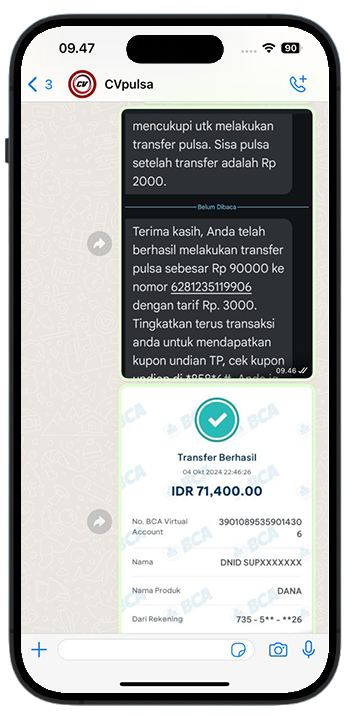 09.47
90
3
CV
CVpulsa
mencukupi utk melakukan
transfer pulsa. Sisa pulsa
setelah transfer adalah Rp
2000.
Belum Dibaca
Terima kasih, Anda telah
berhasil melakukan transfer
pulsa sebesar Rp 90000 ke
nomor 6281235119906
dengan tarif Rp. 3000.
Tingkatkan terus transaksi
anda untuk mendapatkan
kupon undian TP, cek kupon
undian di *858*6#. Anda
09.46
BCA
Transfer Berhasil
04 Okt 2024 22:46:26
IDR 71,400.00
No. BCA Virtual
Account
3901089535901430
6
Nama
DNID SUPXXXXXXX
Nama Produk
DANA
Dari Rekening
735 - 5** - **26